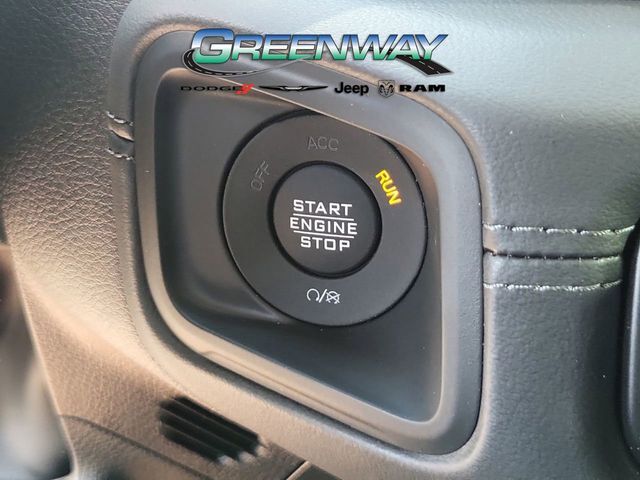 GREENWAY
DODGE Jeep RAM
ACC
OFF
RUN
START
ENGINE
STOP